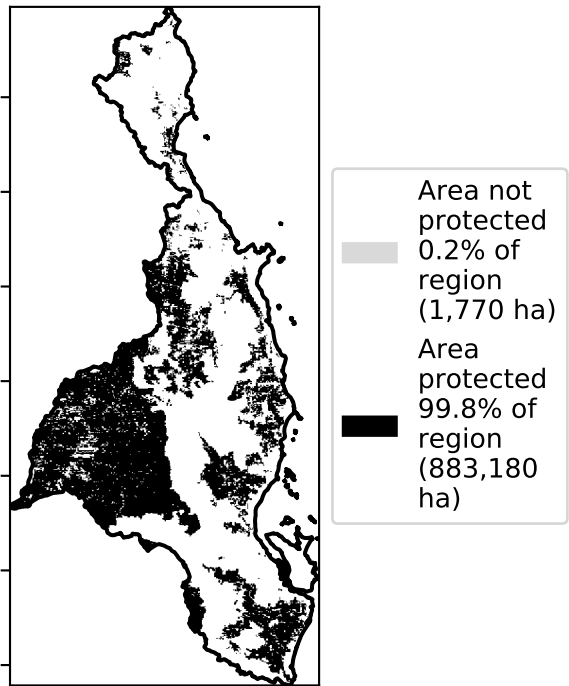 Area not
protected
0.2% of
region
(1,770 ha)
Area
protected
99.8% of
region
(883,180
ha)